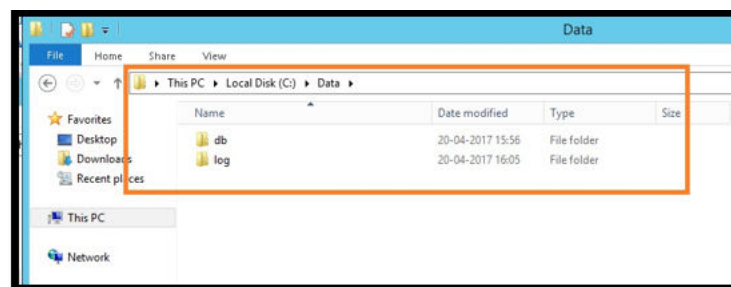 Data
File Home Share View
This PC Local Disk (C:) Data
Name Date modified Type Size
Favorites
Desktop
Downloads
Recent places
db 20-04-2017 15:56 File folder
log 20-04-2017 16:05 File folder
This PC
Network